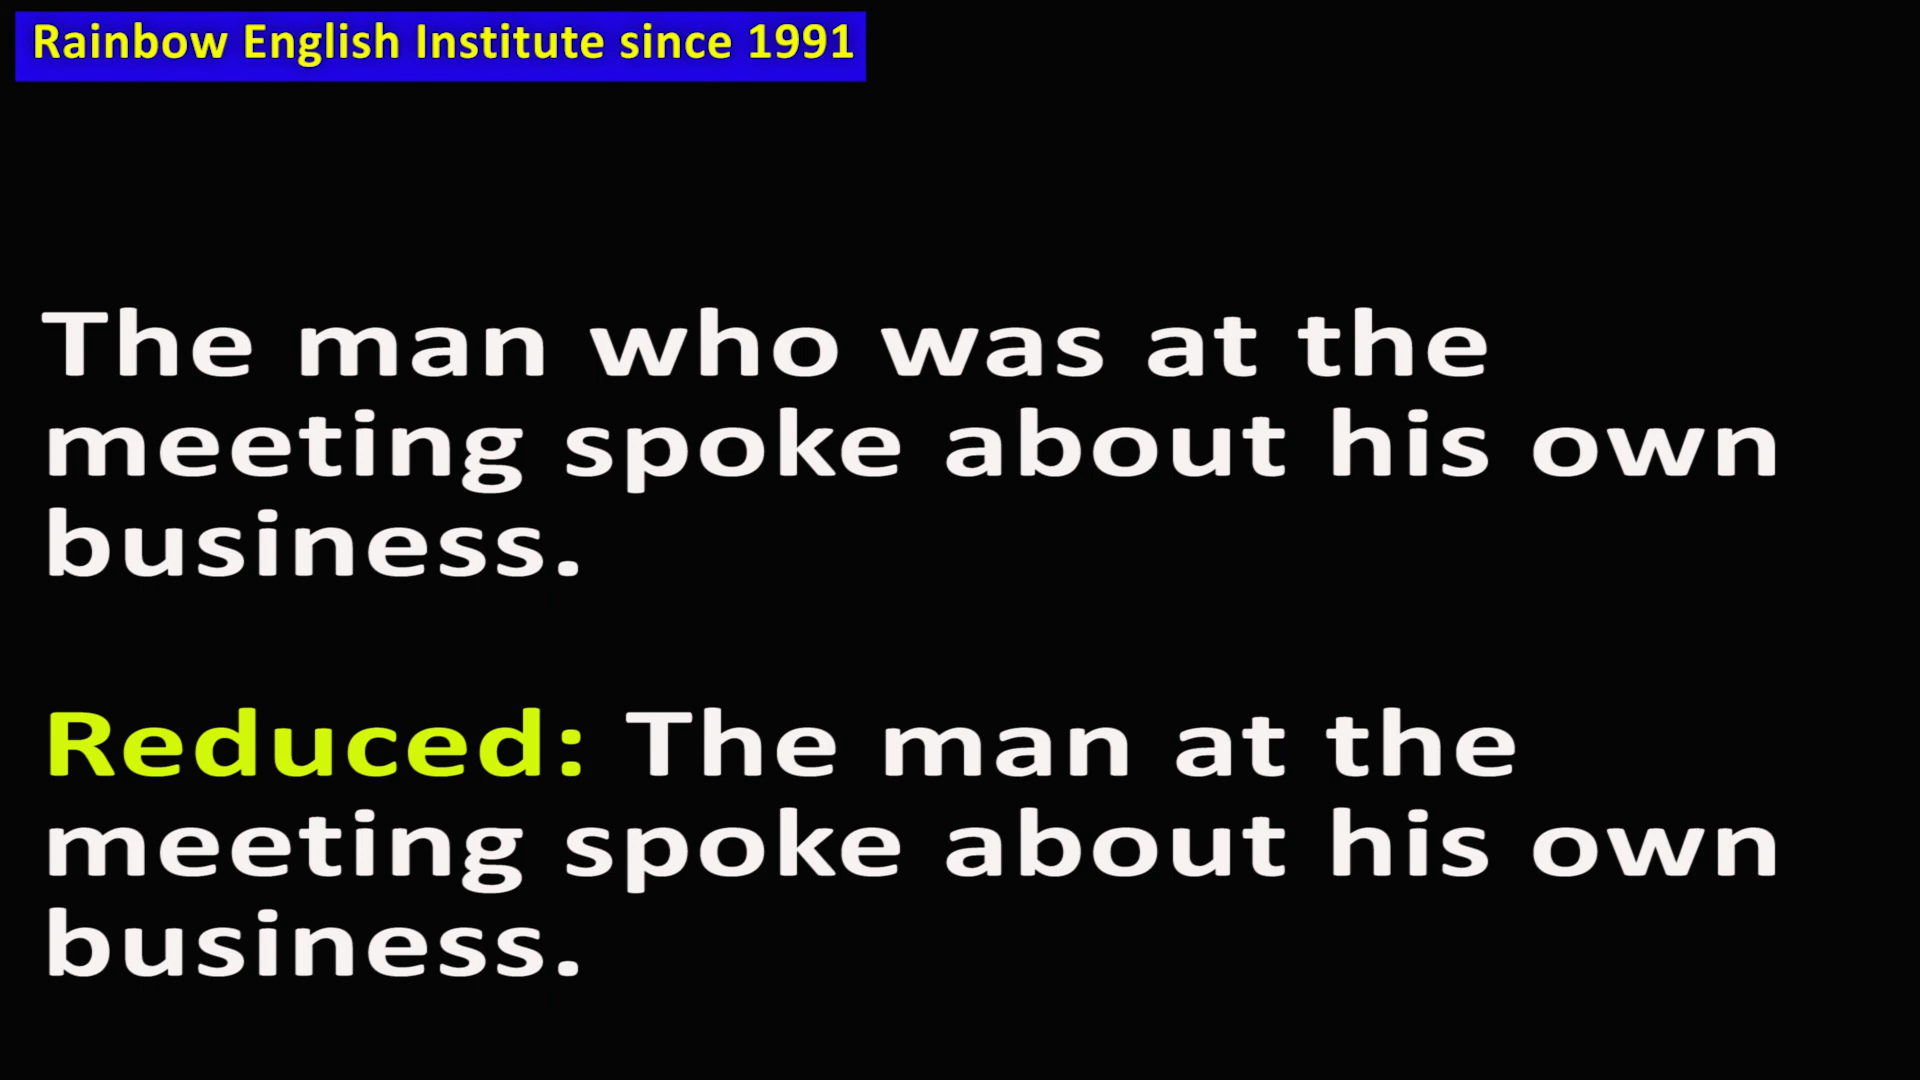 Rainbow English Institute since 1991
The man who was at the
meeting spoke about his own
business.
Reduced: The man at the
meeting spoke about his own
business.